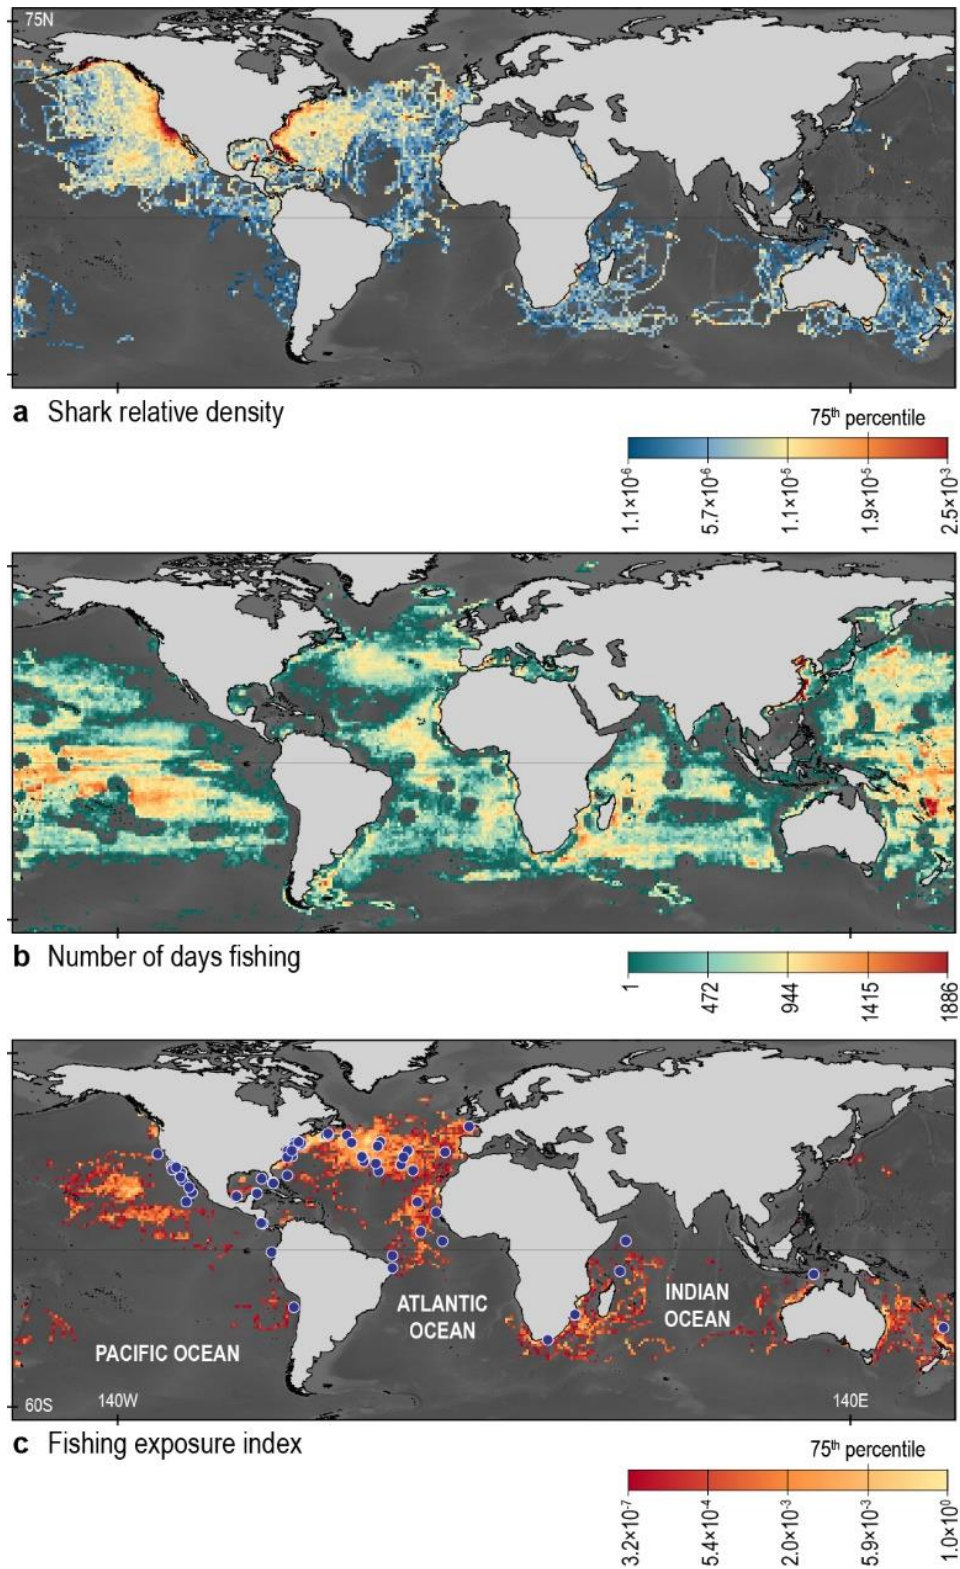 75N
a Shark relative density
75th percentile
1.1×10-6
5.7×10-6
1.1×10-5
1.9×10-5
2.5×10-3
b Number of days fishing
1
472
944
1415
1886
ATLANTIC
OCEAN
INDIAN
OCEAN
PACIFIC OCEAN
60S
140W
140E
c Fishing exposure index
75th percentile
3.2×10-7
5.4×10-4
2.0×10-3
5.9×10-3
1.0×100